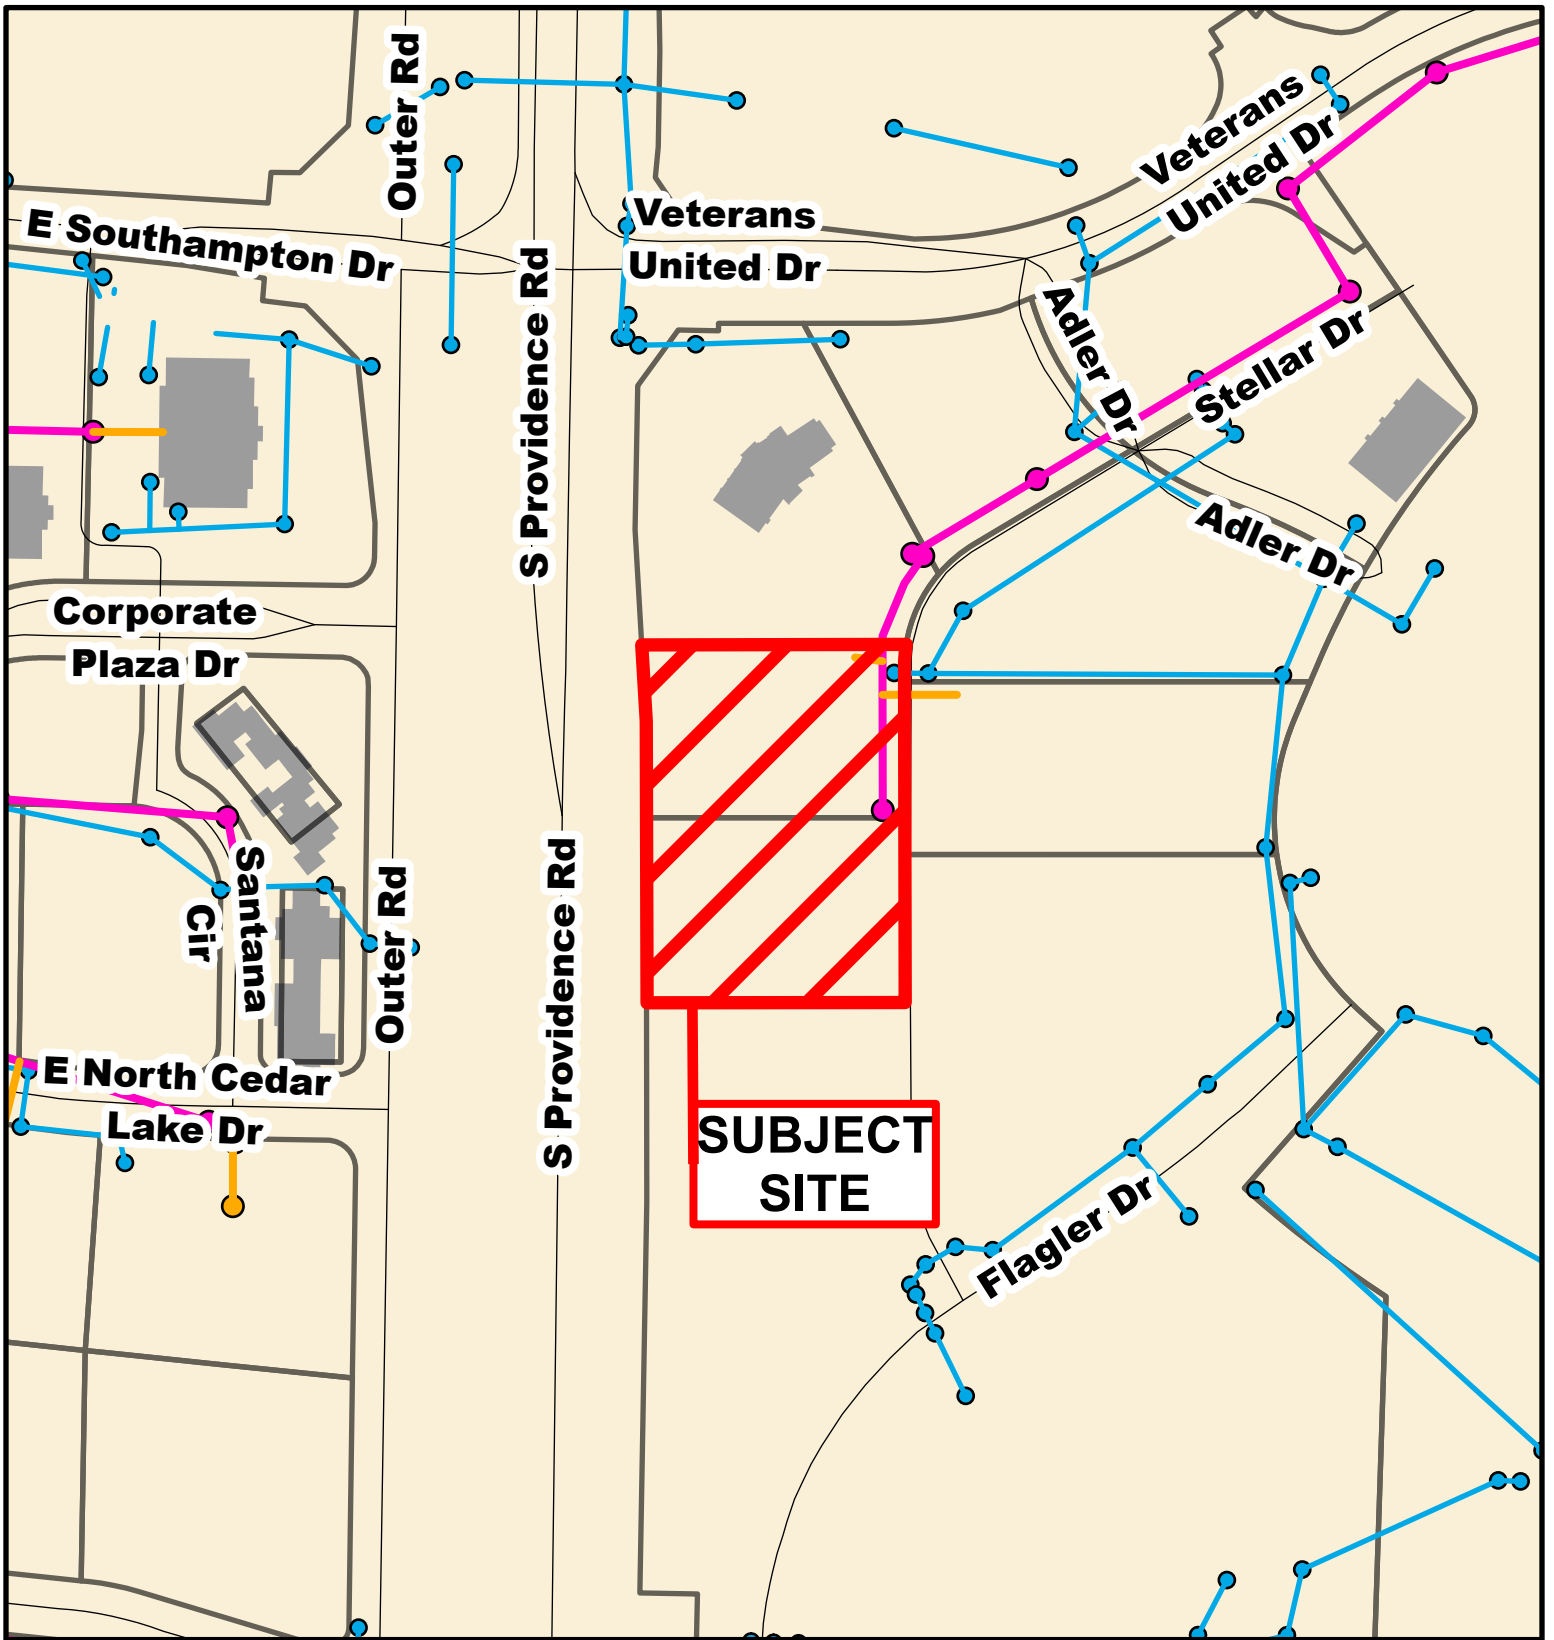 Outer Rd
Veterans
United Dr
E Southampton Dr
Veterans
United Dr
S Providence Rd
Adler Dr
Stellar Dr
Adler Dr
Corporate
Plaza Dr
S Providence Rd
Santana
Cir
Outer Rd
E North Cedar
Lake Dr
SUBJECT
SITE
Flagler Dr